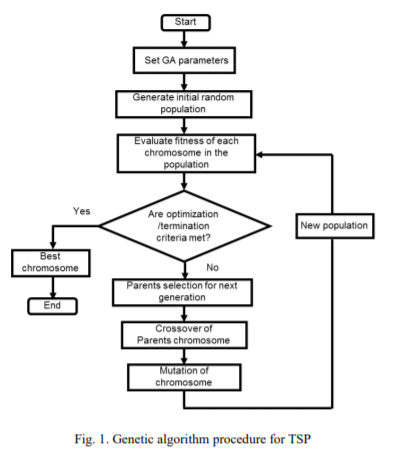 Start
Set GA parameters
Generate initial random
population
Evaluate fitness of each
chromosome in the
population
Yes
Are optimization
/termination
criteria met?
New population
Best
chromosome
No
End
Parents selection for next
generation
Crossover of
Parents chromosome
Mutation of
chromosome
Fig. 1. Genetic algorithm procedure for TSP